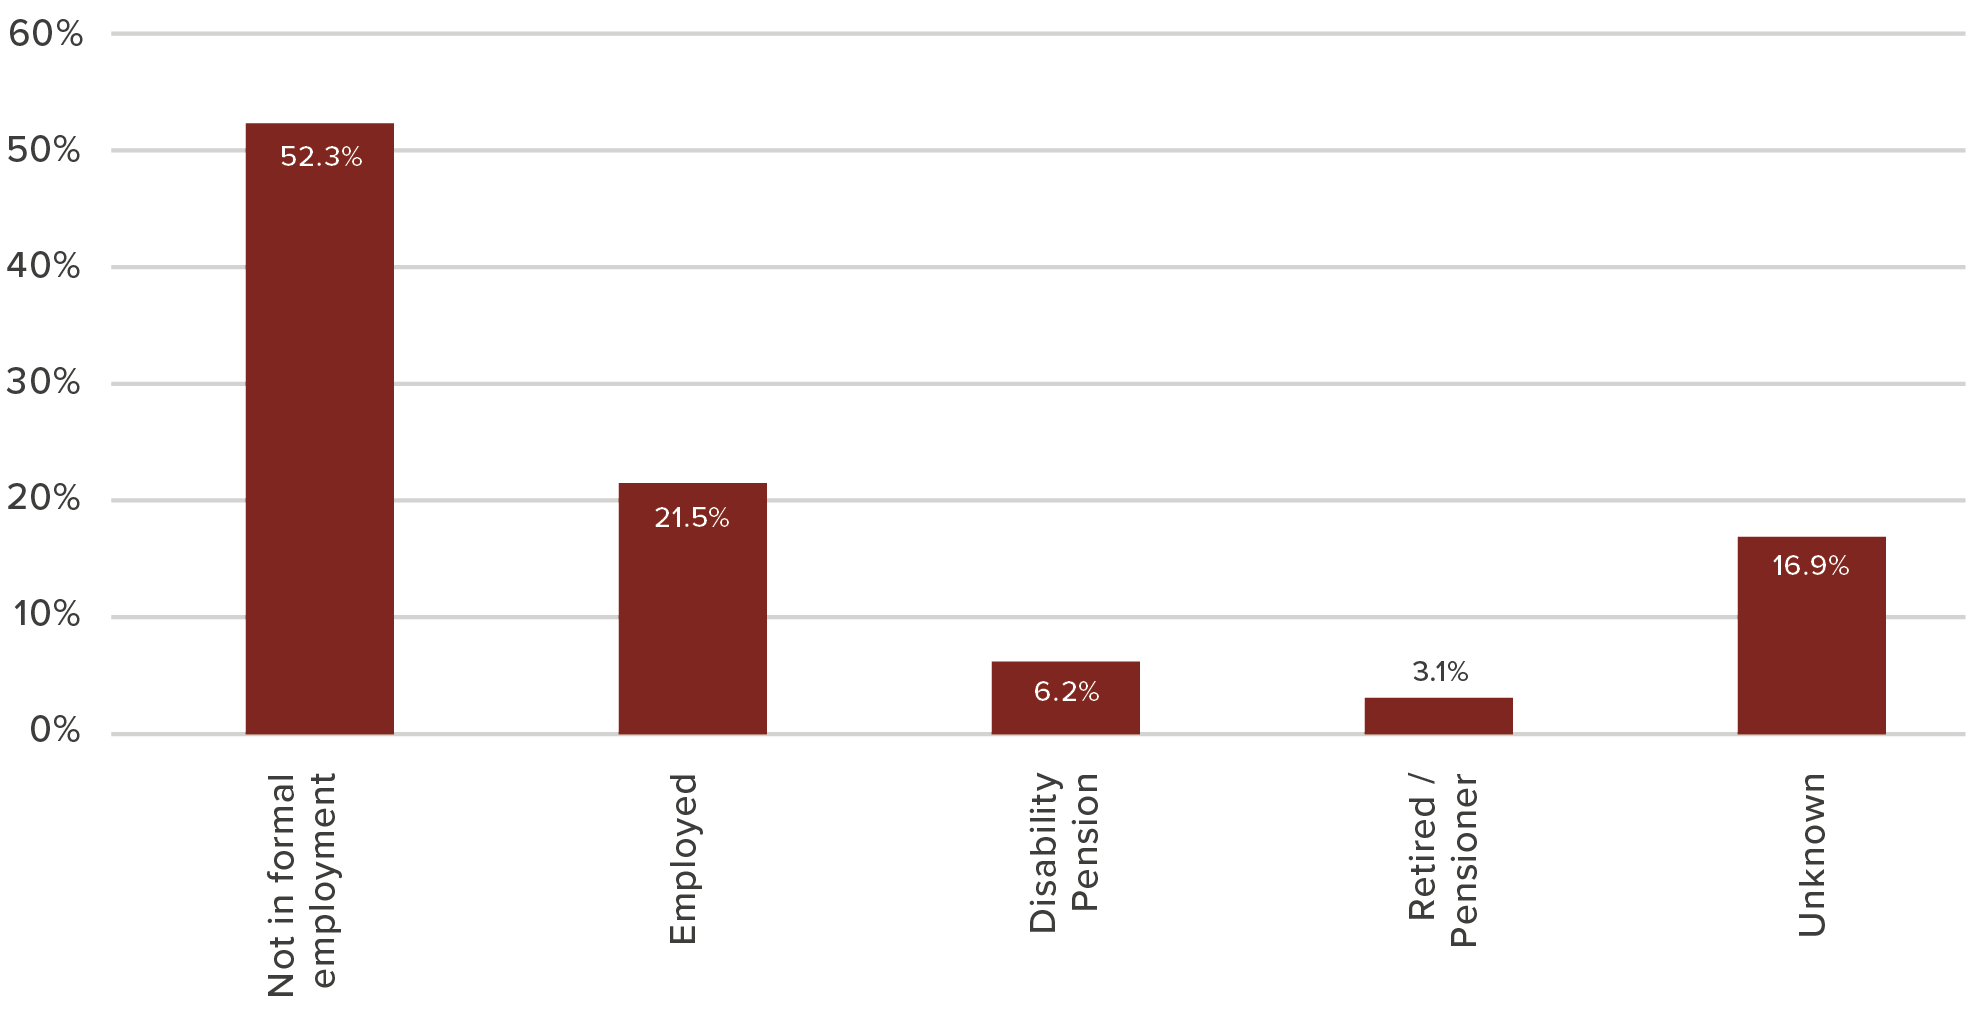 60%
50%
40%
30%
20%
10%
0%
52.3%
21.5%
6.2%
3.1%
16.9%
Not in formal
employment
Employed
Disability
Pension
Retired /
Pensioner
Unknown